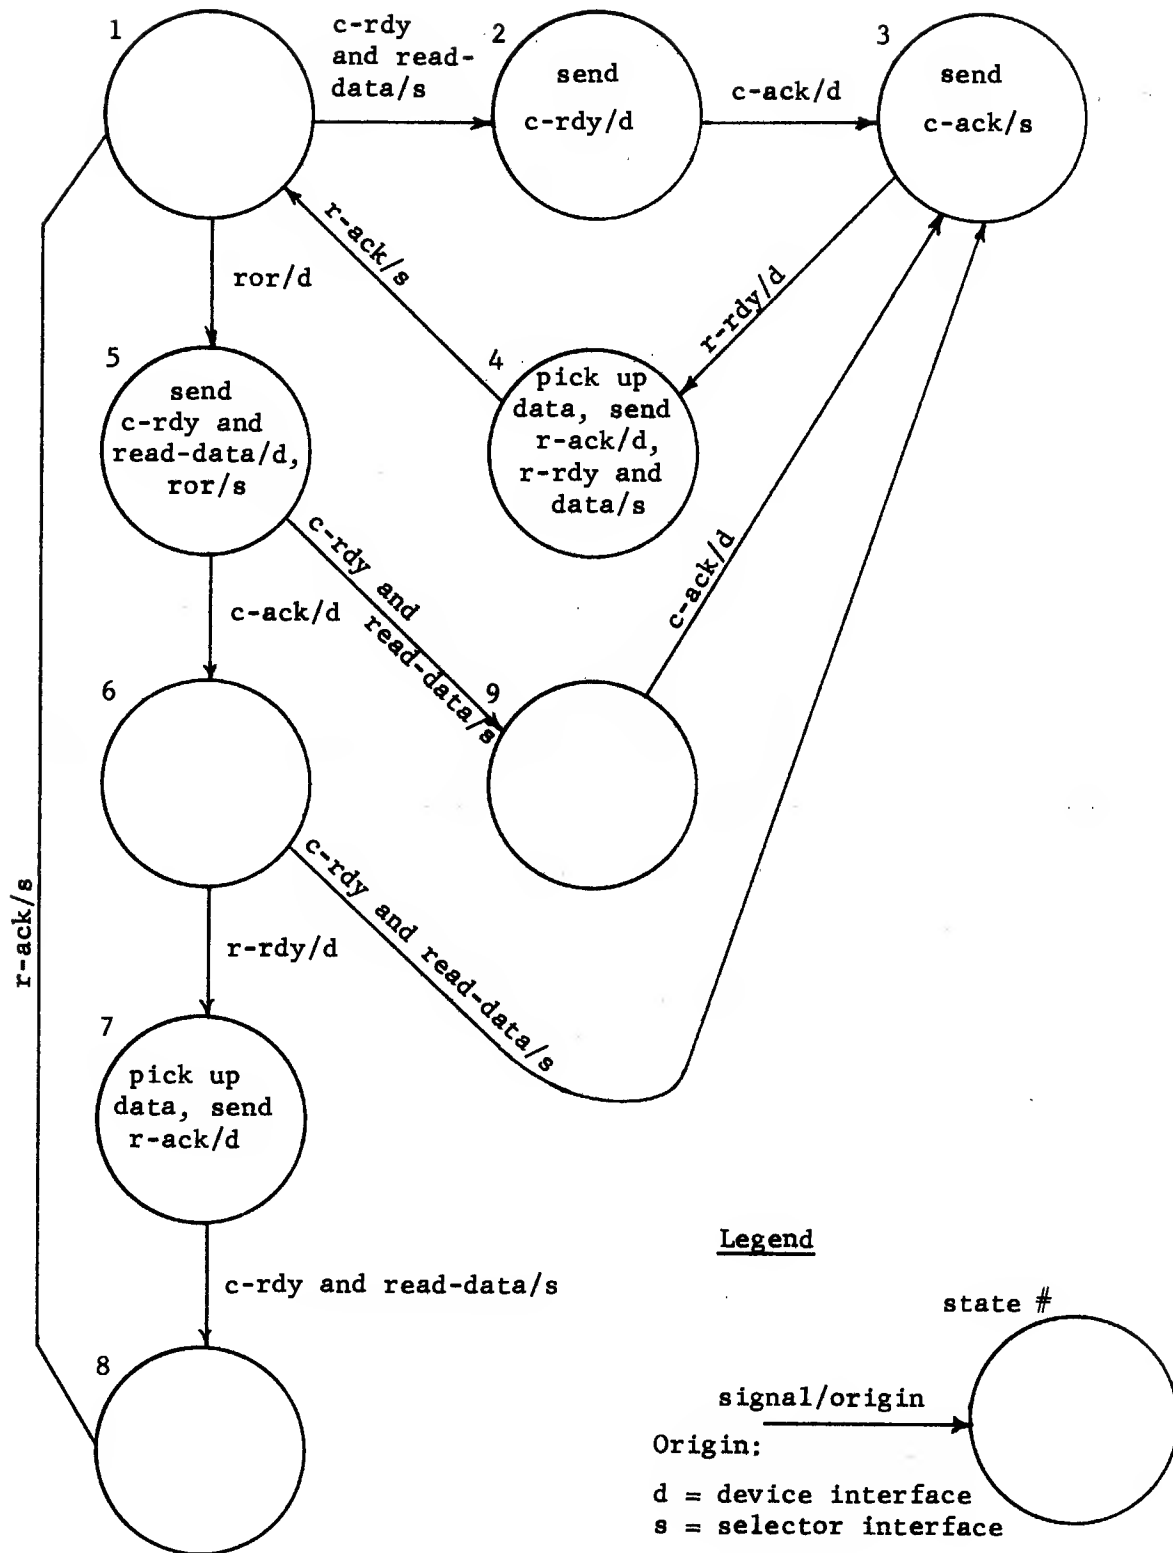 1
c-rdy
and read-
data/s
2
send
c-rdy/d
c-ack/d
3
send
c-ack/s
r-ack/s
ror/d
r-rdy/d
5
send
c-rdy and
read-data/d,
ror/s
4
pick up
data, send
r-ack/d,
r-rdy and
data/s
c-rdy and
read-data/s
c-ack/d
c-ack/d
6
9
r-ack/s
c-rdy and read-data/s
r-rdy/d
7
pick up
data, send
r-ack/d
c-rdy and read-data/s
8
Legend
state #
signal/origin
Origin:
d = device interface
s = selector interface